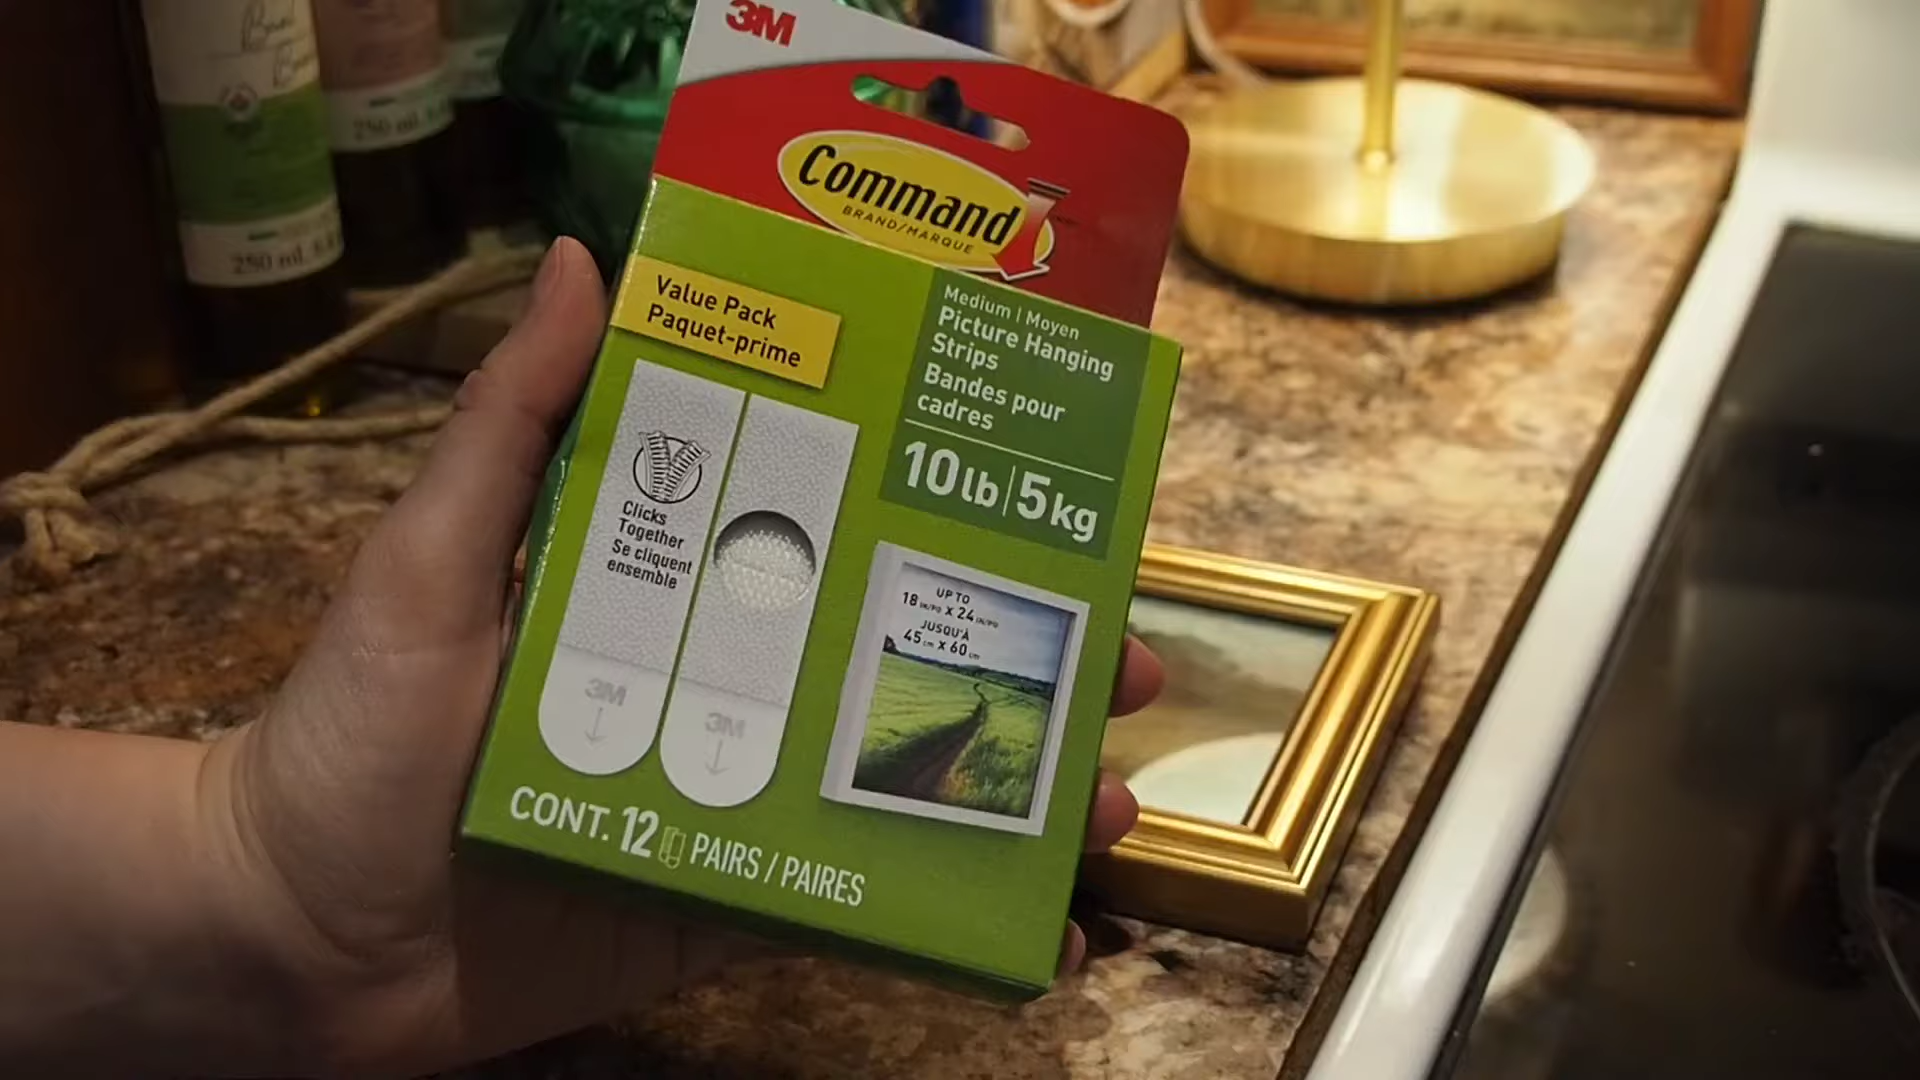 3M
Command
BRAND/MARQUE
Value Pack
Paquet-prime
Medium | Moyen
Picture Hanging
Strips
Bandes pour
cadres
10 lb | 5 kg
Clicks
Together
Se cliquent
ensemble
UP TO
18 IN/PO X 24 IN/PO
JUSQU'À
45 cm X 60 cm
3M
3M
CONT. 12 PAIRS / PAIRES
250 ml
250 ml